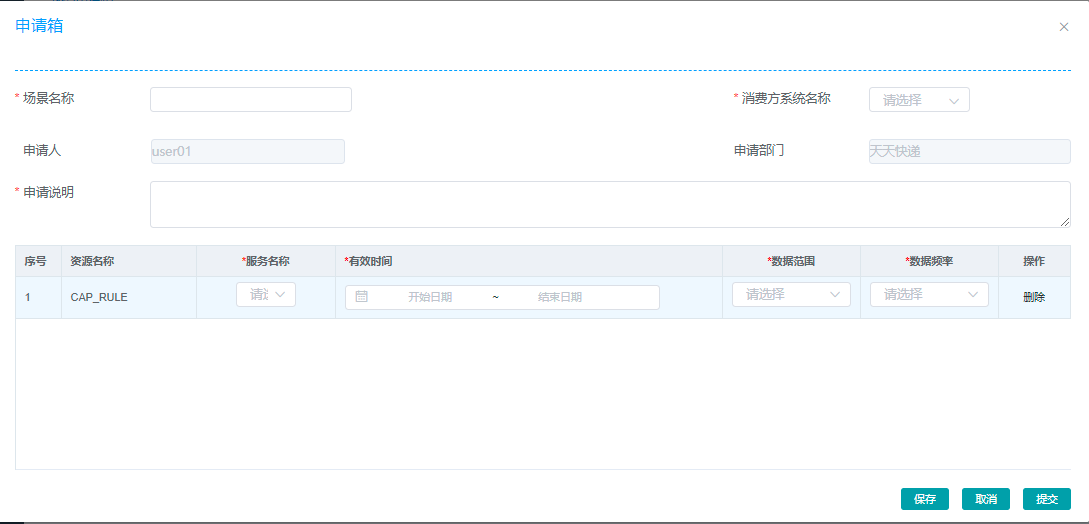 申请箱
* 场景名称
* 消费方系统名称 请选择
申请人 user01
申请部门 天天快递
* 申请说明
序号 资源名称 *服务名称 *有效时间 *数据范围 *数据频率 操作
1 CAP_RULE 开始日期 ~ 结束日期 请选择 请选择 删除
保存 取消 提交